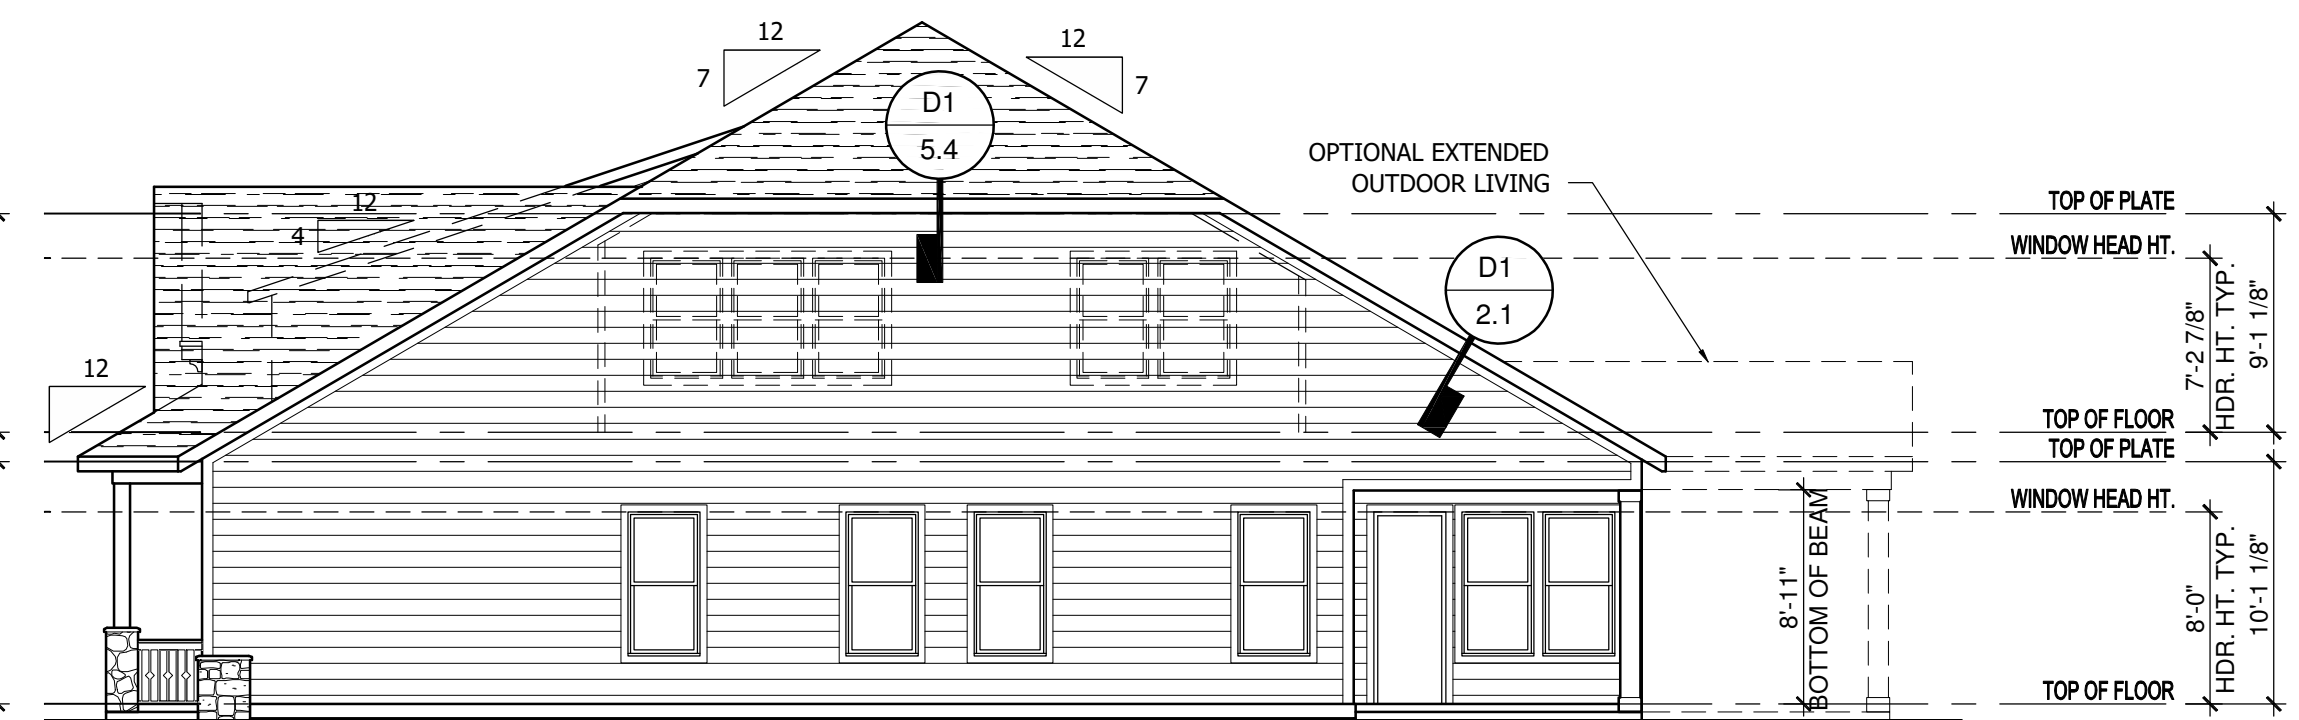 12
7
12
7
D1
5.4
OPTIONAL EXTENDED
OUTDOOR LIVING
12
4
12
D1
2.1
TOP OF PLATE
WINDOW HEAD HT.
7'-2 7/8"
HDR. HT. TYP.
9'-1 1/8"
TOP OF FLOOR
TOP OF PLATE
WINDOW HEAD HT.
8'-11"
BOTTOM OF BEAM
8'-0"
HDR. HT. TYP.
10'-1 1/8"
TOP OF FLOOR